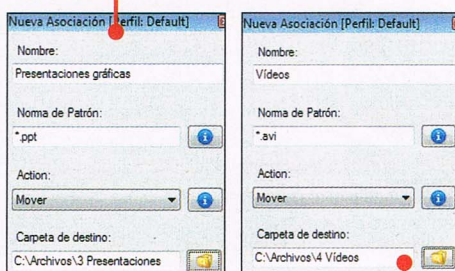 Nueva Asociación [Perfil: Default]
Nombre:
Presentaciones gráficas
Norma de Patrón:
*.ppt
Action:
Mover
Carpeta de destino:
C:\Archivos\3 Presentaciones
Nueva Asociación [Perfil: Default]
Nombre:
Vídeos
Norma de Patrón:
*.avi
Action:
Mover
Carpeta de destino:
C:\Archivos\4 Vídeos